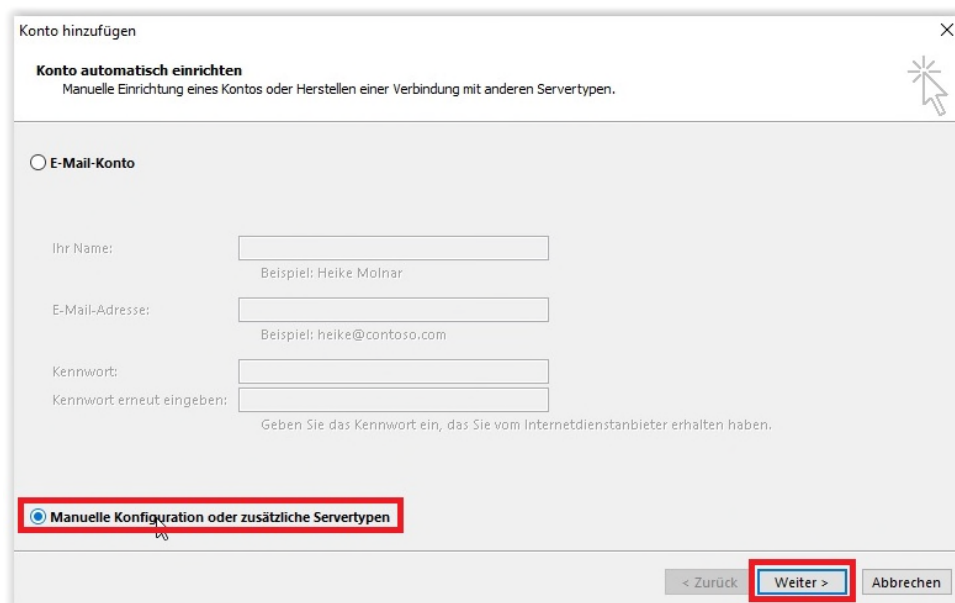 Konto hinzufügen
Konto automatisch einrichten
Manuelle Einrichtung eines Kontos oder Herstellen einer Verbindung mit anderen Servertypen.
E-Mail-Konto
Ihr Name:
Beispiel: Heike Molnar
E-Mail-Adresse:
Beispiel: heike@contoso.com
Kennwort:
Kennwort erneut eingeben:
Geben Sie das Kennwort ein, das Sie vom Internetdienstanbieter erhalten haben.
Manuelle Konfiguration oder zusätzliche Servertypen
< Zurück Weiter > Abbrechen